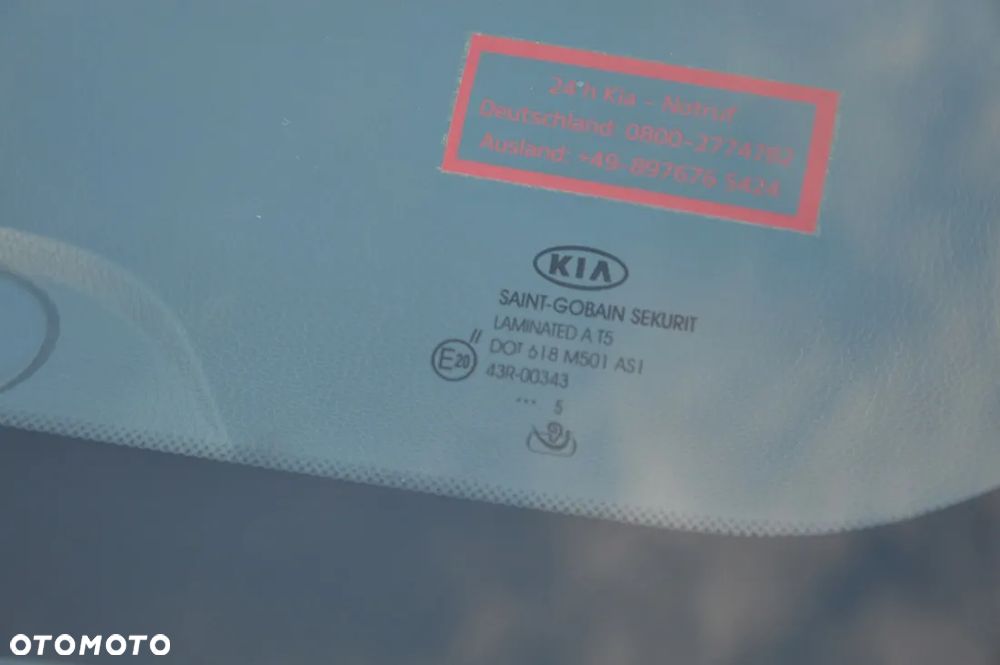 24 h Kia - Notruf
Deutschland: 0800-2774782
Ausland: +49-897676 5424
KIA
SAINT-GOBAIN SEKURIT
LAMINATED A T5
DOT 618 M501 AS1
E20 //
43R-00343
... 5
OTOMOTO